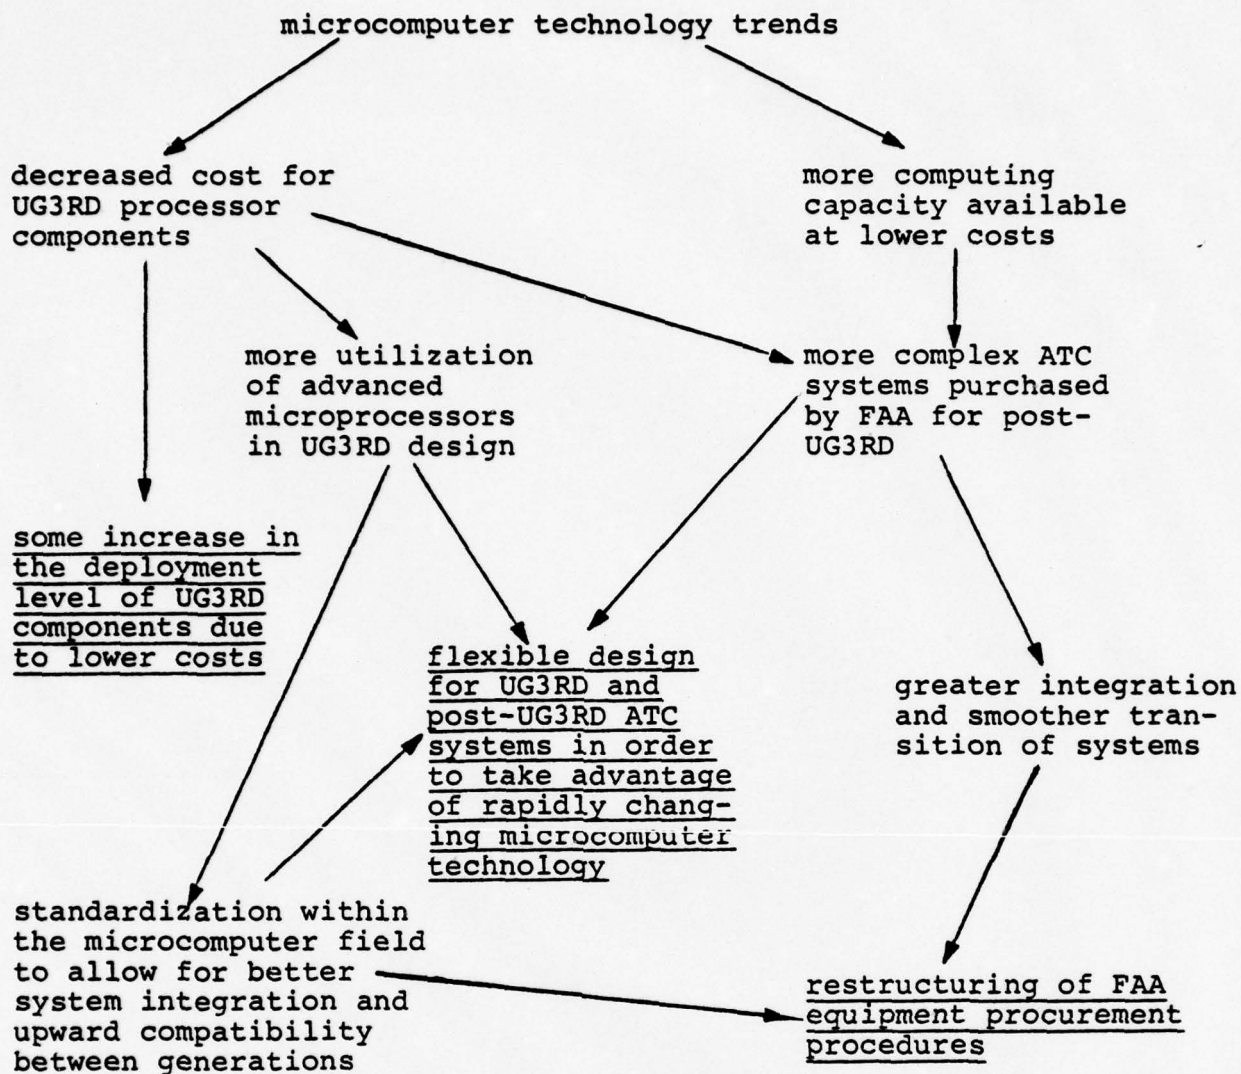 microcomputer technology trends
decreased cost for
UG3RD processor
components
more computing
capacity available
at lower costs
more utilization
of advanced
microprocessors
in UG3RD design
more complex ATC
systems purchased
by FAA for post-
UG3RD
some increase in
the deployment
level of UG3RD
components due
to lower costs
flexible design
for UG3RD and
post-UG3RD ATC
systems in order
to take advantage
of rapidly chang-
ing microcomputer
technology
greater integration
and smoother tran-
sition of systems
standardization within
the microcomputer field
to allow for better
system integration and
upward compatibility
between generations
restructuring of FAA
equipment procurement
procedures